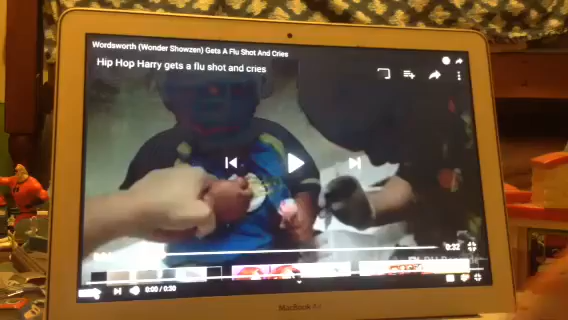 Wordsworth (Wonder Showzen) Gets A Flu Shot And Cries
Hip Hop Harry gets a flu shot and cries
0:32
0:00 / 0:30
MacBook Air